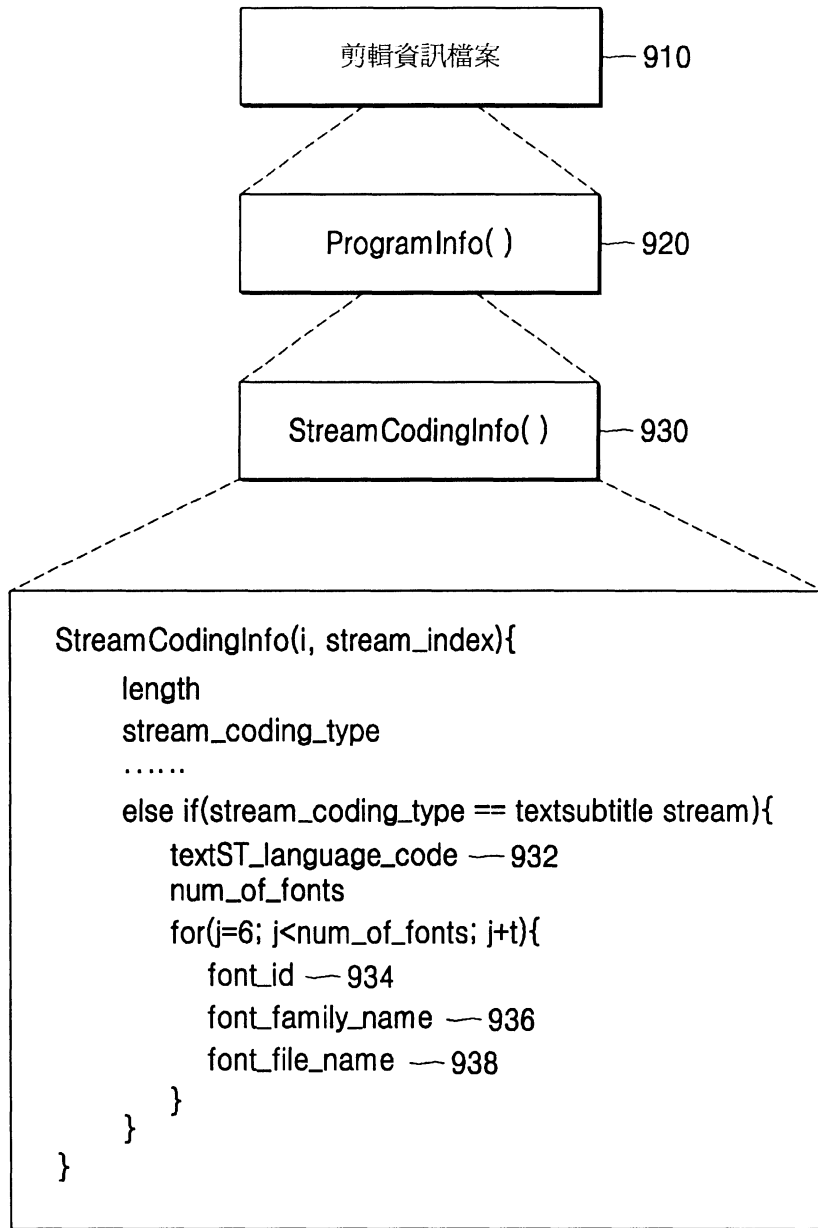 剪輯資訊檔案 910
ProgramInfo( ) 920
StreamCodingInfo( ) 930
StreamCodingInfo(i, stream_index){
length
stream_coding_type
......
else if(stream_coding_type == textsubtitle stream){
textST_language_code 932
num_of_fonts
for(j=6; j<num_of_fonts; j+t){
font_id 934
font_family_name 936
font_file_name 938
}
}
}